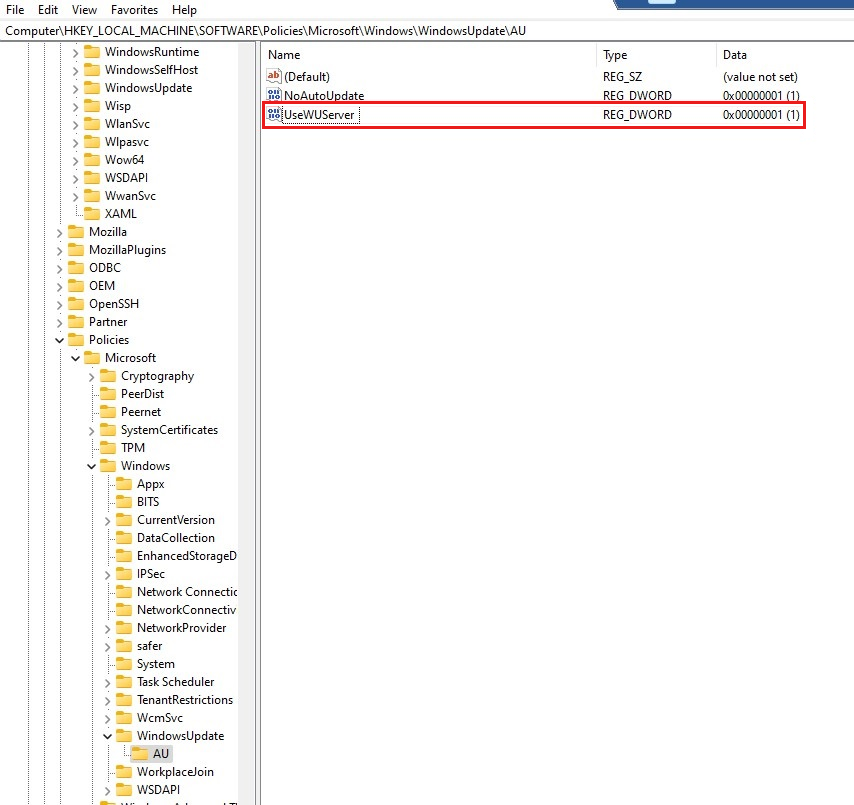 File Edit View Favorites Help
Computer\HKEY_LOCAL_MACHINE\SOFTWARE\Policies\Microsoft\Windows\WindowsUpdate\AU
WindowsRuntime
WindowsSelfHost
WindowsUpdate
Wisp
WlanSvc
Wlpasvc
Wow64
WSDAPI
WwanSvc
XAML
Mozilla
MozillaPlugins
ODBC
OEM
OpenSSH
Partner
Policies
Microsoft
Cryptography
PeerDist
Peernet
SystemCertificates
TPM
Windows
Appx
BITS
CurrentVersion
DataCollection
EnhancedStorageD
IPSec
Network Connectic
NetworkConnectiv
NetworkProvider
safer
System
Task Scheduler
TenantRestrictions
WcmSvc
WindowsUpdate
AU
WorkplaceJoin
WSDAPI
Name Type Data
(Default) REG_SZ (value not set)
NoAutoUpdate REG_DWORD 0x00000001 (1)
UseWUServer REG_DWORD 0x00000001 (1)